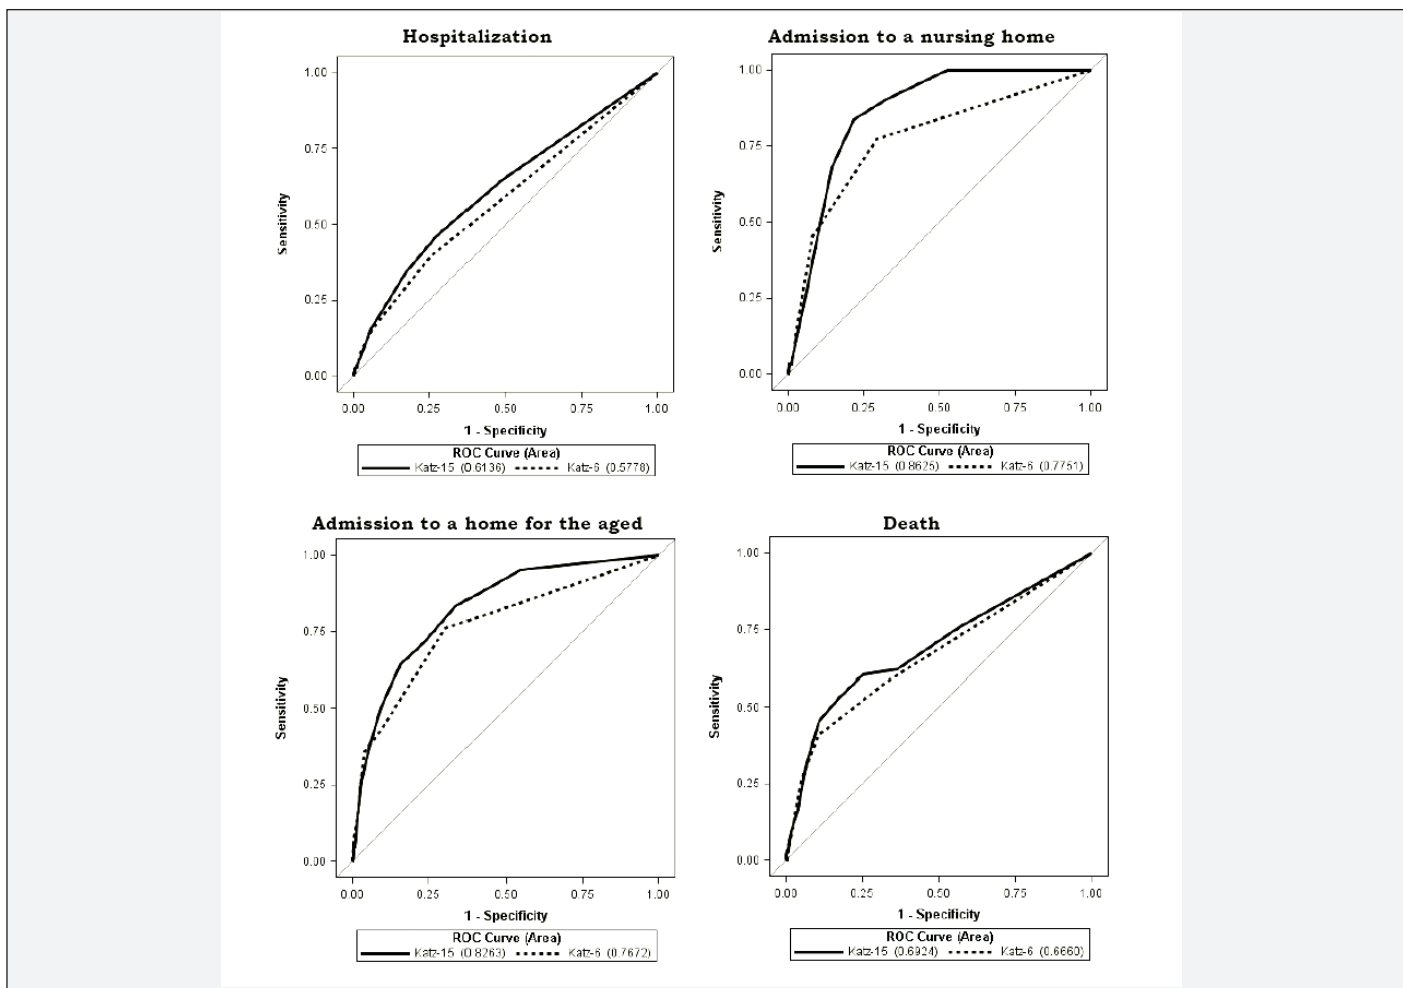 Hospitalization
1.00
0.75
0.50
0.25
0.00
Sensitivity
0.00 0.25 0.50 0.75 1.00
1 - Specificity
ROC Curve (Area)
Katz-15 (0.6136) Katz-6 (0.5778)
Admission to a nursing home
1.00
0.75
0.50
0.25
0.00
Sensitivity
0.00 0.25 0.50 0.75 1.00
1 - Specificity
ROC Curve (Area)
Katz-15 (0.8625) Katz-6 (0.7751)
Admission to a home for the aged
1.00
0.75
0.50
0.25
0.00
Sensitivity
0.00 0.25 0.50 0.75 1.00
1 - Specificity
ROC Curve (Area)
Katz-15 (0.8263) Katz-6 (0.7672)
Death
1.00
0.75
0.50
0.25
0.00
Sensitivity
0.00 0.25 0.50 0.75 1.00
1 - Specificity
ROC Curve (Area)
Katz-15 (0.6924) Katz-6 (0.6660)